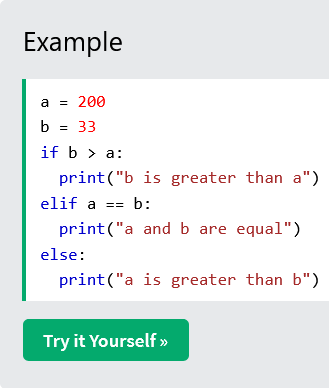 Example
a = 200
b = 33
if b > a:
  print("b is greater than a")
elif a == b:
  print("a and b are equal")
else:
  print("a is greater than b")
Try it Yourself »